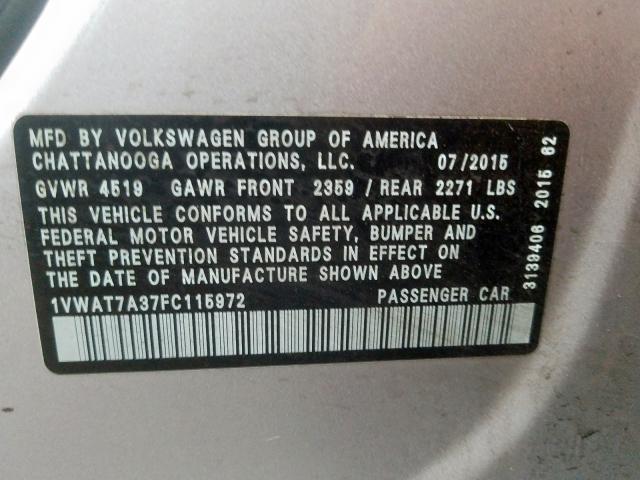 MFD BY VOLKSWAGEN GROUP OF AMERICA
CHATTANOOGA OPERATIONS, LLC. 07/2015
GVWR 4519 GAWR FRONT 2359 / REAR 2271 LBS
THIS VEHICLE CONFORMS TO ALL APPLICABLE U.S.
FEDERAL MOTOR VEHICLE SAFETY, BUMPER AND
THEFT PREVENTION STANDARDS IN EFFECT ON
THE DATE OF MANUFACTURE SHOWN ABOVE
1VWAT7A37FC115972 PASSENGER CAR
3139406 2015 62